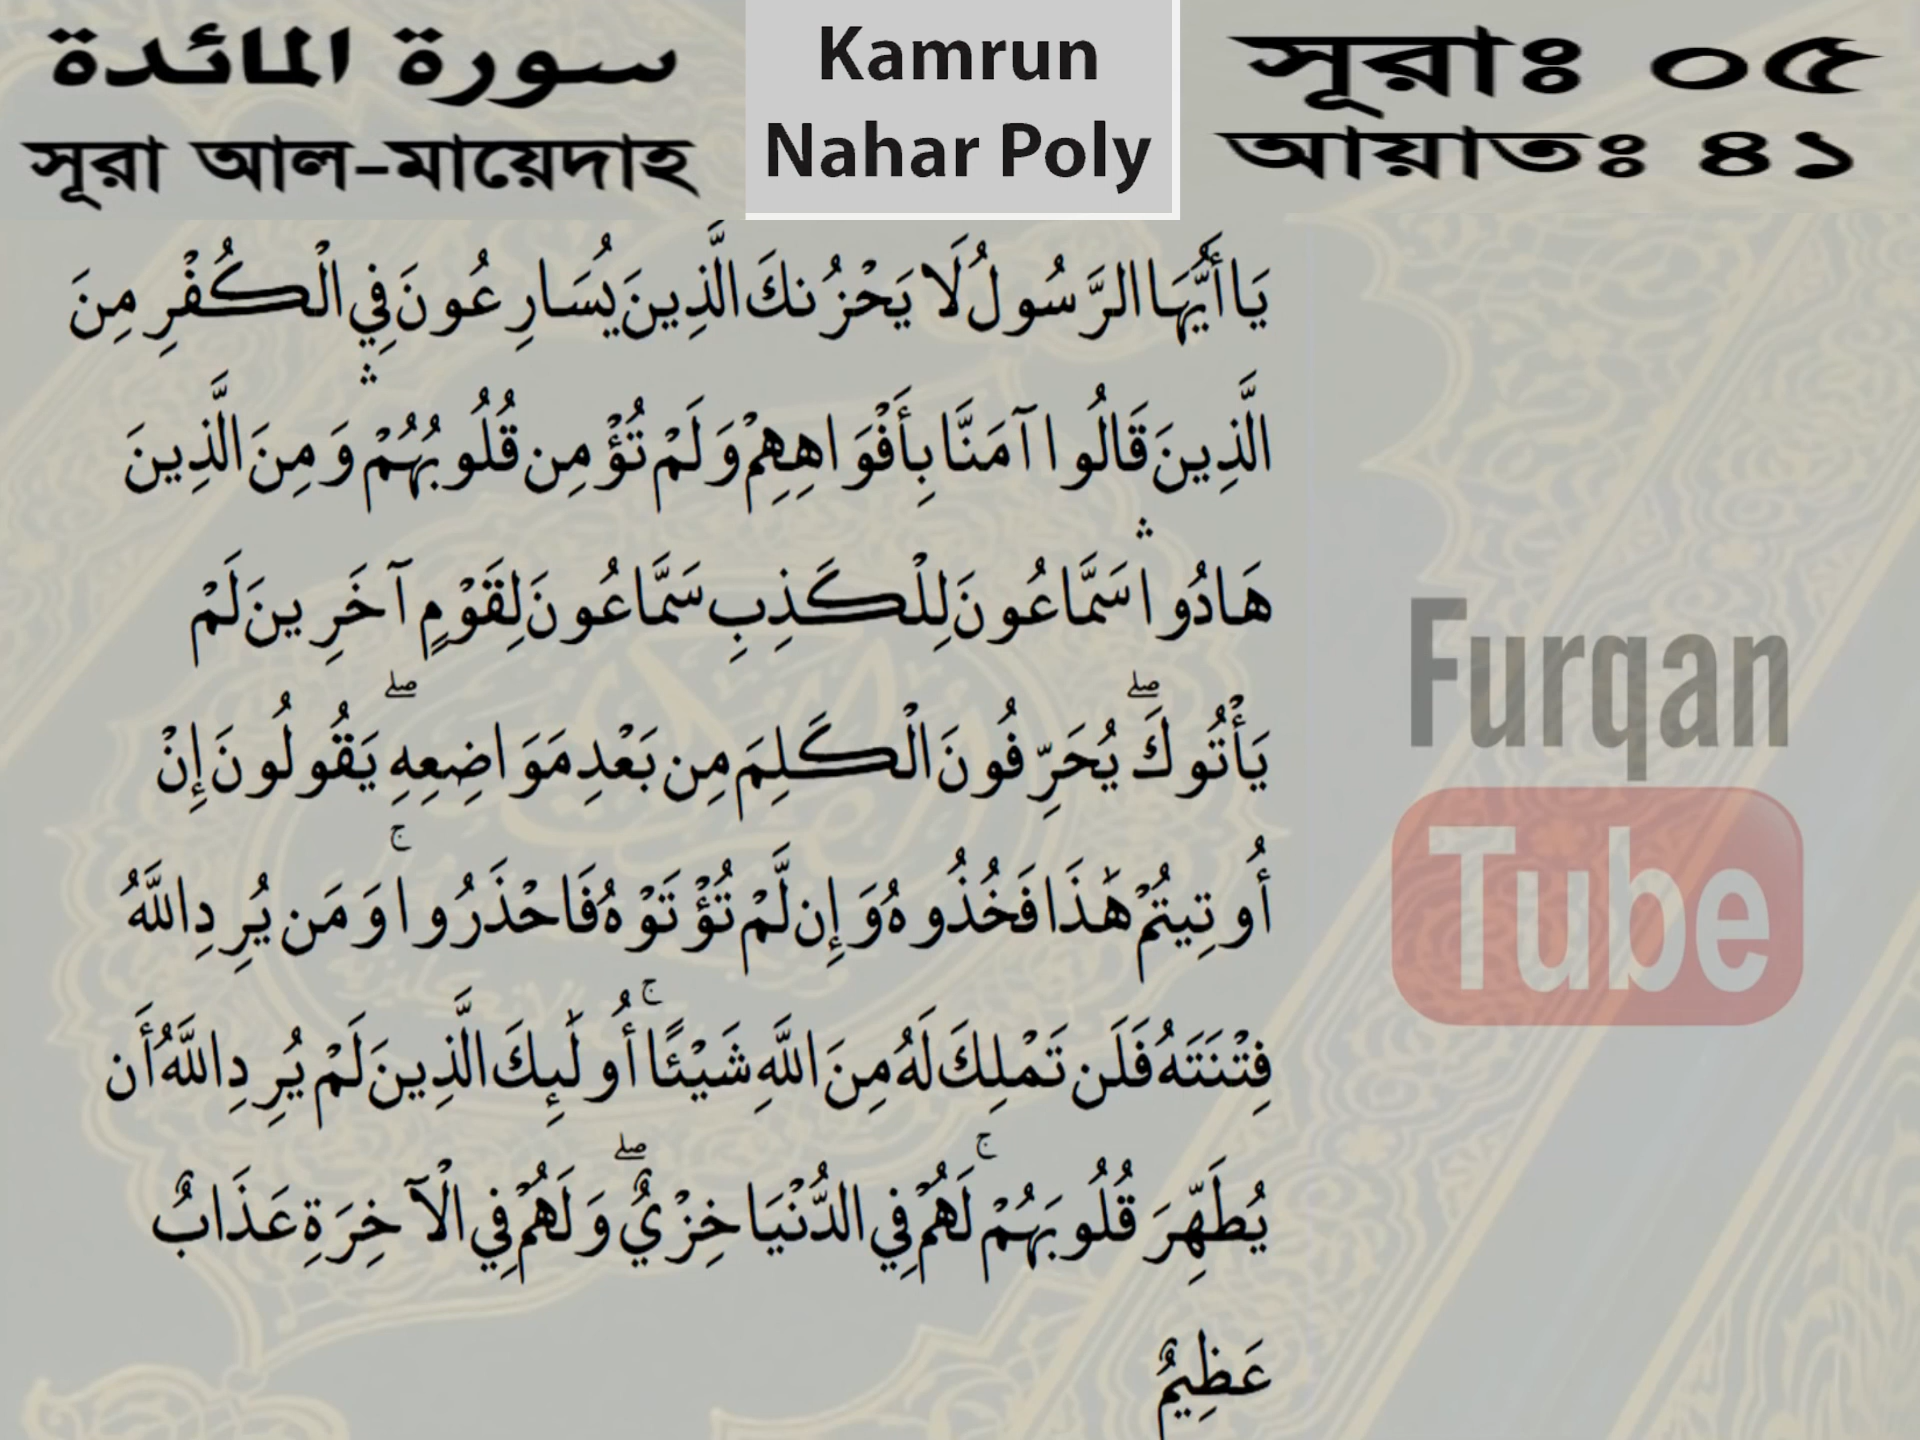 سورة المائدة
সূরা আল-মায়েদাহ
Kamrun
Nahar Poly
সূরাঃ ০৫
আয়াতঃ ৪১
يَا أَيُّهَا الرَّسُولُ لَا يَحْزُنكَ الَّذِينَ يُسَارِعُونَ فِي الْكُفْرِ مِنَ
الَّذِينَ قَالُوا آمَنَّا بِأَفْوَاهِهِمْ وَلَمْ تُؤْمِن قُلُوبُهُمْ ۛ وَمِنَ الَّذِينَ
هَادُوا ۛ سَمَّاعُونَ لِلْكَذِبِ سَمَّاعُونَ لِقَوْمٍ آخَرِينَ لَمْ
يَأْتُوكَ ۖ يُحَرِّفُونَ الْكَلِمَ مِن بَعْدِ مَوَاضِعِهِ ۖ يَقُولُونَ إِنْ
أُوتِيتُمْ هَٰذَا فَخُذُوهُ وَإِن لَّمْ تُؤْتَوْهُ فَاحْذَرُوا ۚ وَمَن يُرِدِ اللَّهُ
فِتْنَتَهُ فَلَن تَمْلِكَ لَهُ مِنَ اللَّهِ شَيْئًا ۚ أُولَٰئِكَ الَّذِينَ لَمْ يُرِدِ اللَّهُ أَن
يُطَهِّرَ قُلُوبَهُمْ ۚ لَهُمْ فِي الدُّنْيَا خِزْيٌ ۖ وَلَهُمْ فِي الْآخِرَةِ عَذَابٌ
عَظِيمٌ
Furqan
Tube